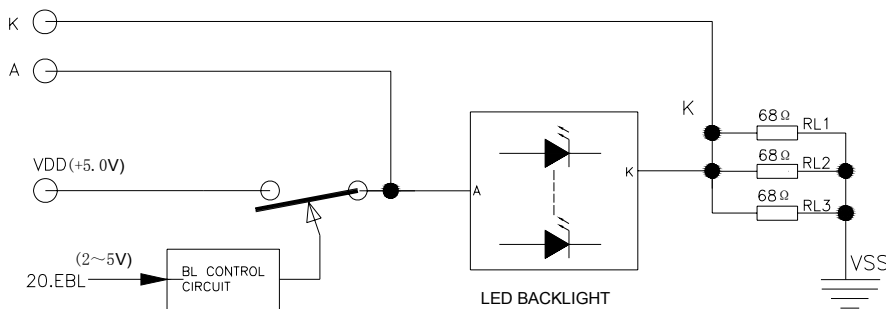 K
A
VDD(+5.0V)
(2～5V)
20.EBL
BL CONTROL
CIRCUIT
A
K
LED BACKLIGHT
K
68Ω RL1
68Ω RL2
68Ω RL3
VSS